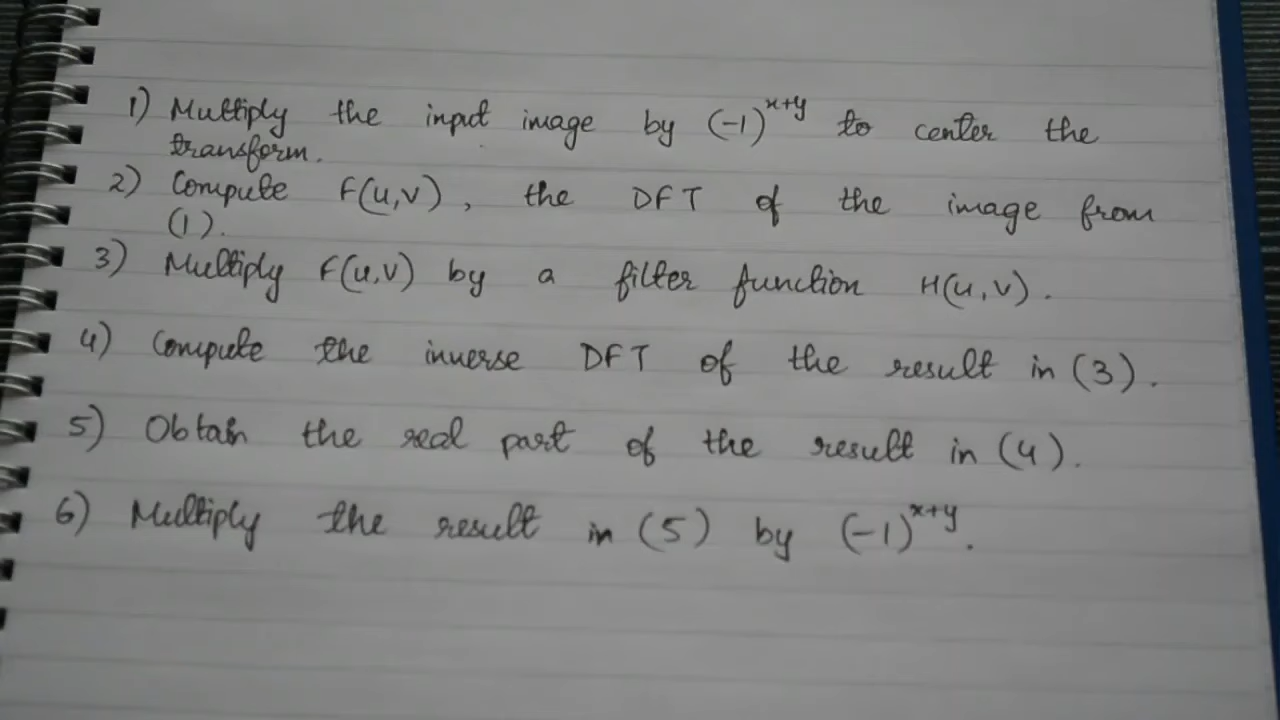 1) Multiply the input image by (-1)^{x+y} to center the
transform.
2) Compute F(u,v), the DFT of the image from
(1).
3) Multiply F(u,v) by a filter function H(u,v).
4) Compute the inverse DFT of the result in (3).
5) Obtain the real part of the result in (4).
6) Multiply the result in (5) by (-1)^{x+y}.